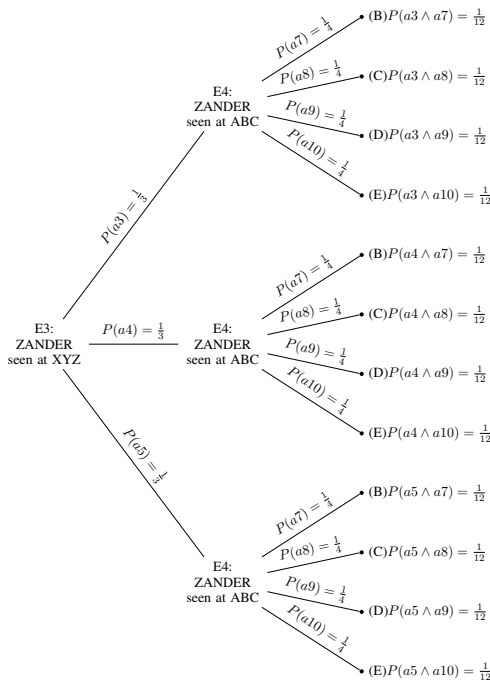 P(a7) = 1/4
(B)P(a3 ∧ a7) = 1/12
P(a8) = 1/4
(C)P(a3 ∧ a8) = 1/12
E4:
ZANDER
seen at ABC
P(a9) = 1/4
(D)P(a3 ∧ a9) = 1/12
P(a10) = 1/4
(E)P(a3 ∧ a10) = 1/12
P(a3) = 1/3
P(a7) = 1/4
(B)P(a4 ∧ a7) = 1/12
P(a8) = 1/4
(C)P(a4 ∧ a8) = 1/12
E3:
ZANDER
seen at XYZ
P(a4) = 1/3
E4:
ZANDER
seen at ABC
P(a9) = 1/4
(D)P(a4 ∧ a9) = 1/12
P(a10) = 1/4
(E)P(a4 ∧ a10) = 1/12
P(a5) = 1/3
P(a7) = 1/4
(B)P(a5 ∧ a7) = 1/12
P(a8) = 1/4
(C)P(a5 ∧ a8) = 1/12
E4:
ZANDER
seen at ABC
P(a9) = 1/4
(D)P(a5 ∧ a9) = 1/12
P(a10) = 1/4
(E)P(a5 ∧ a10) = 1/12